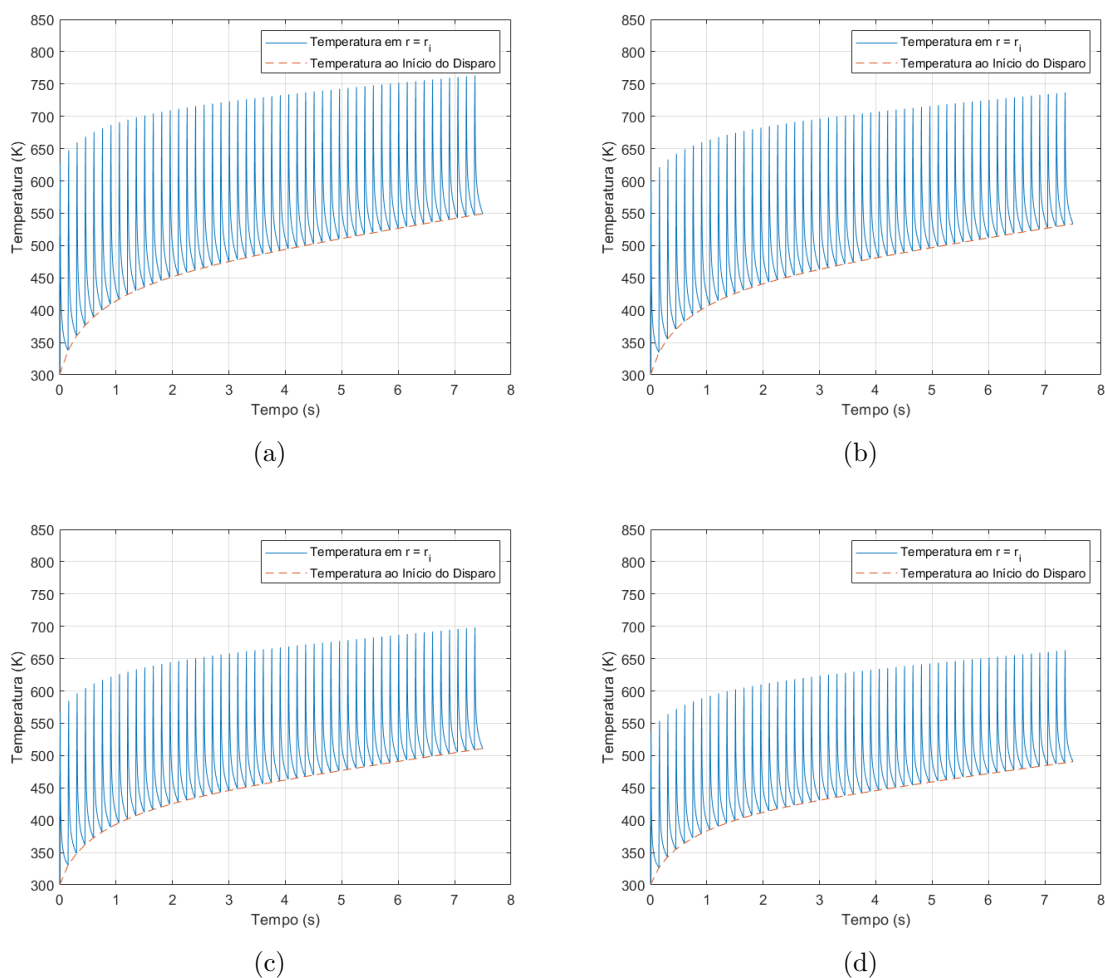 850
800
750
700
650
600
550
500
450
400
350
300
Temperatura (K)
Temperatura em r = r_i
Temperatura ao Início do Disparo
0 1 2 3 4 5 6 7 8
Tempo (s)
(a)
850
800
750
700
650
600
550
500
450
400
350
300
Temperatura (K)
Temperatura em r = r_i
Temperatura ao Início do Disparo
0 1 2 3 4 5 6 7 8
Tempo (s)
(b)
850
800
750
700
650
600
550
500
450
400
350
300
Temperatura (K)
Temperatura em r = r_i
Temperatura ao Início do Disparo
0 1 2 3 4 5 6 7 8
Tempo (s)
(c)
850
800
750
700
650
600
550
500
450
400
350
300
Temperatura (K)
Temperatura em r = r_i
Temperatura ao Início do Disparo
0 1 2 3 4 5 6 7 8
Tempo (s)
(d)